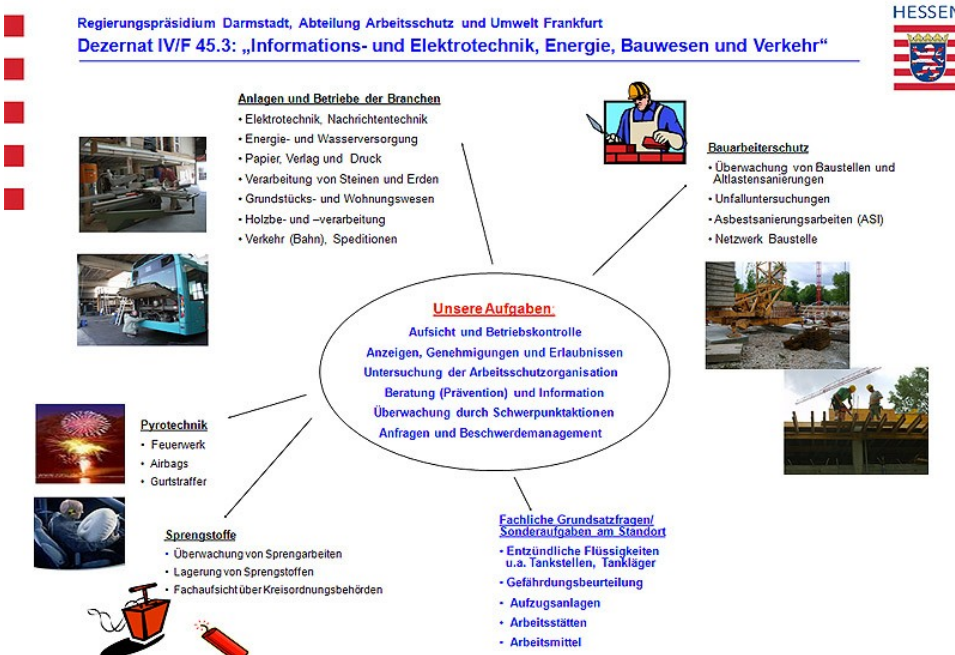 Regierungspräsidium Darmstadt, Abteilung Arbeitsschutz und Umwelt Frankfurt
Dezernat IV/F 45.3: „Informations- und Elektrotechnik, Energie, Bauwesen und Verkehr“
HESSEN
Anlagen und Betriebe der Branchen
• Elektrotechnik, Nachrichtentechnik
• Energie- und Wasserversorgung
• Papier, Verlag und Druck
• Verarbeitung von Steinen und Erden
• Grundstücks- und Wohnungswesen
• Holzbe- und –verarbeitung
• Verkehr (Bahn), Speditionen
Bauarbeiterschutz
• Überwachung von Baustellen und
Altlastensanierungen
• Unfalluntersuchungen
• Asbestsanierungsarbeiten (ASI)
• Netzwerk Baustelle
Unsere Aufgaben:
Aufsicht und Betriebskontrolle
Anzeigen, Genehmigungen und Erlaubnissen
Untersuchung der Arbeitsschutzorganisation
Beratung (Prävention) und Information
Überwachung durch Schwerpunktaktionen
Anfragen und Beschwerdemanagement
Pyrotechnik
• Feuerwerk
• Airbags
• Gurtstraffer
Sprengstoffe
• Überwachung von Sprengarbeiten
• Lagerung von Sprengstoffen
• Fachaufsicht über Kreisordnungsbehörden
Fachliche Grundsatzfragen/
Sonderaufgaben am Standort
• Entzündliche Flüssigkeiten
u.a. Tankstellen, Tankläger
• Gefährdungsbeurteilung
• Aufzugsanlagen
• Arbeitsstätten
• Arbeitsmittel